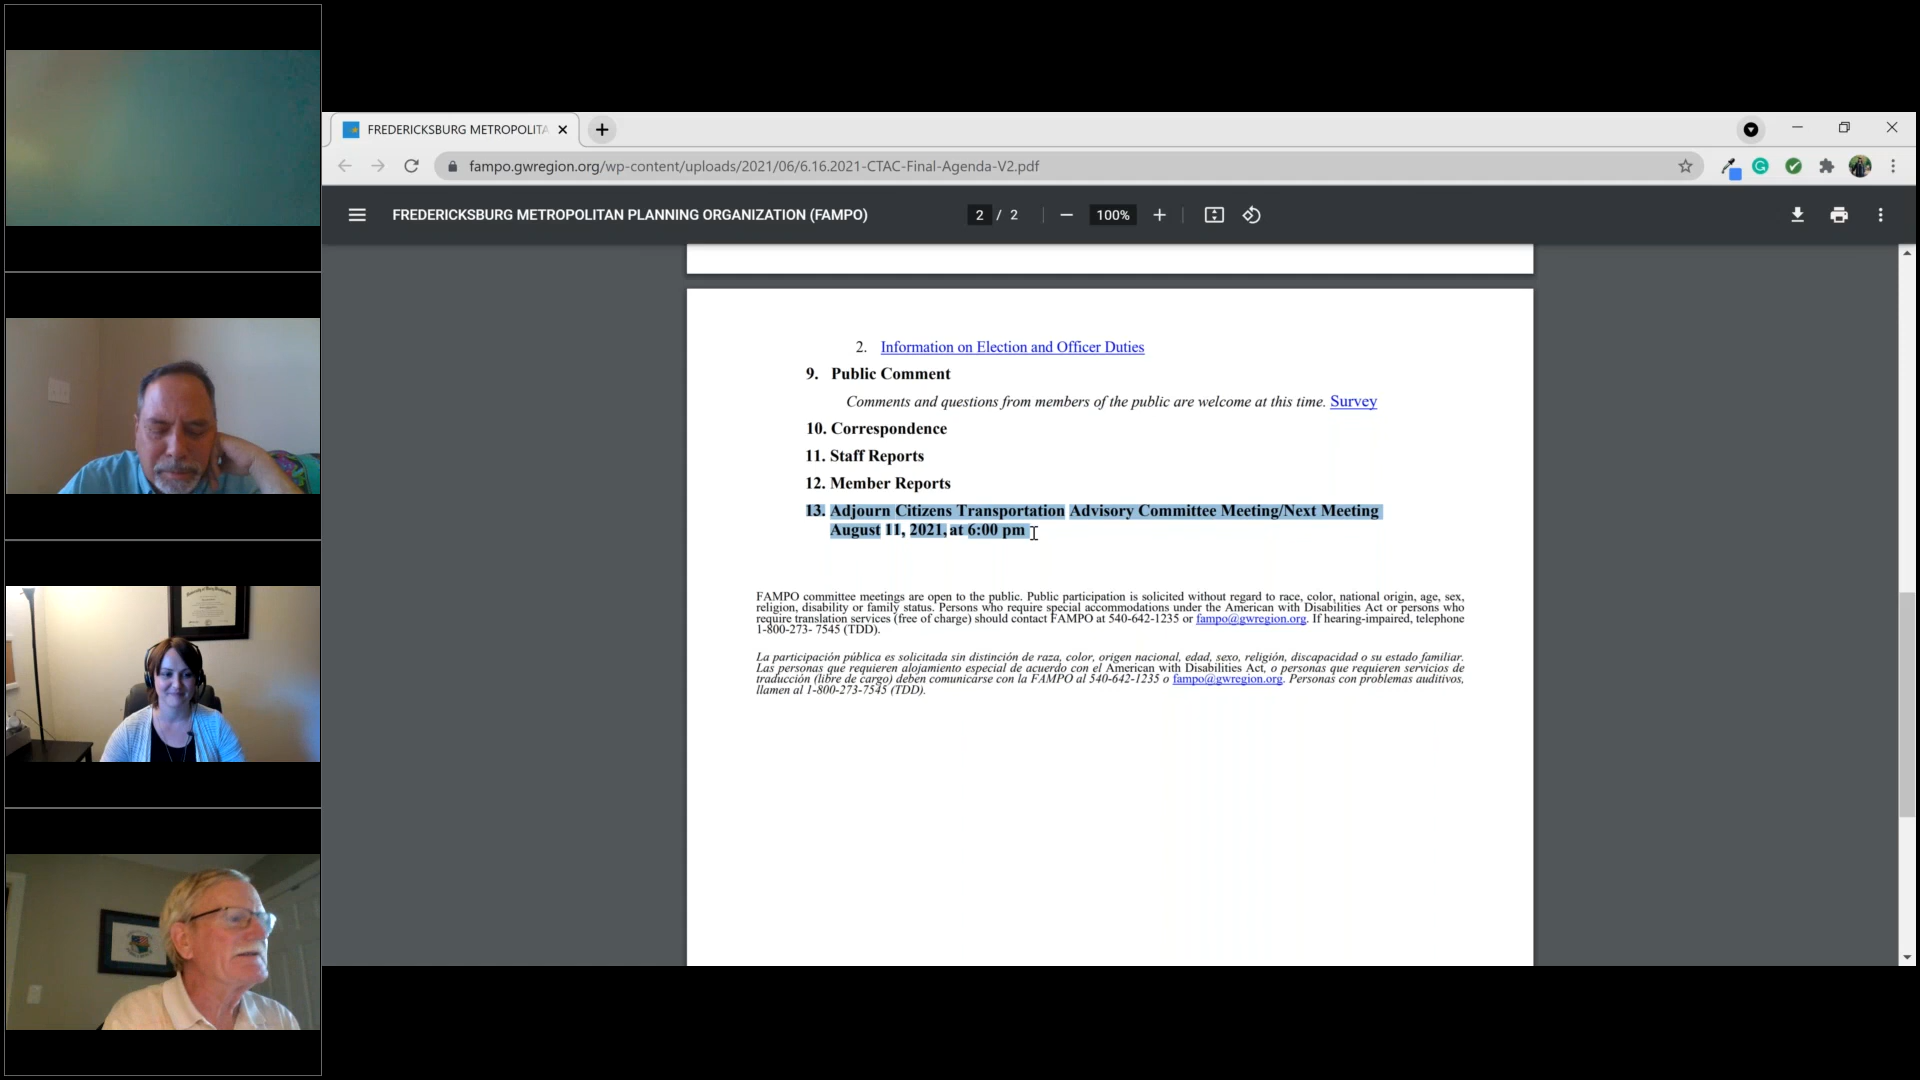 FREDERICKSBURG METROPOLITA
fampo.gwregion.org/wp-content/uploads/2021/06/6.16.2021-CTAC-Final-Agenda-V2.pdf
FREDERICKSBURG METROPOLITAN PLANNING ORGANIZATION (FAMPO)
2 / 2
100%
2. Information on Election and Officer Duties
9. Public Comment
Comments and questions from members of the public are welcome at this time. Survey
10. Correspondence
11. Staff Reports
12. Member Reports
13. Adjourn Citizens Transportation Advisory Committee Meeting/Next Meeting
August 11, 2021, at 6:00 pm
FAMPO committee meetings are open to the public. Public participation is solicited without regard to race, color, national origin, age, sex,
religion, disability or family status. Persons who require special accommodations under the American with Disabilities Act or persons who
require translation services (free of charge) should contact FAMPO at 540-642-1235 or fampo@gwregion.org. If hearing-impaired, telephone
1-800-273- 7545 (TDD).
La participación pública es solicitada sin distinción de raza, color, origen nacional, edad, sexo, religión, discapacidad o su estado familiar.
Las personas que requieren alojamiento especial de acuerdo con el American with Disabilities Act, o personas que requieren servicios de
traducción (libre de cargo) deben comunicarse con la FAMPO al 540-642-1235 o fampo@gwregion.org. Personas con problemas auditivos,
llamen al 1-800-273-7545 (TDD).